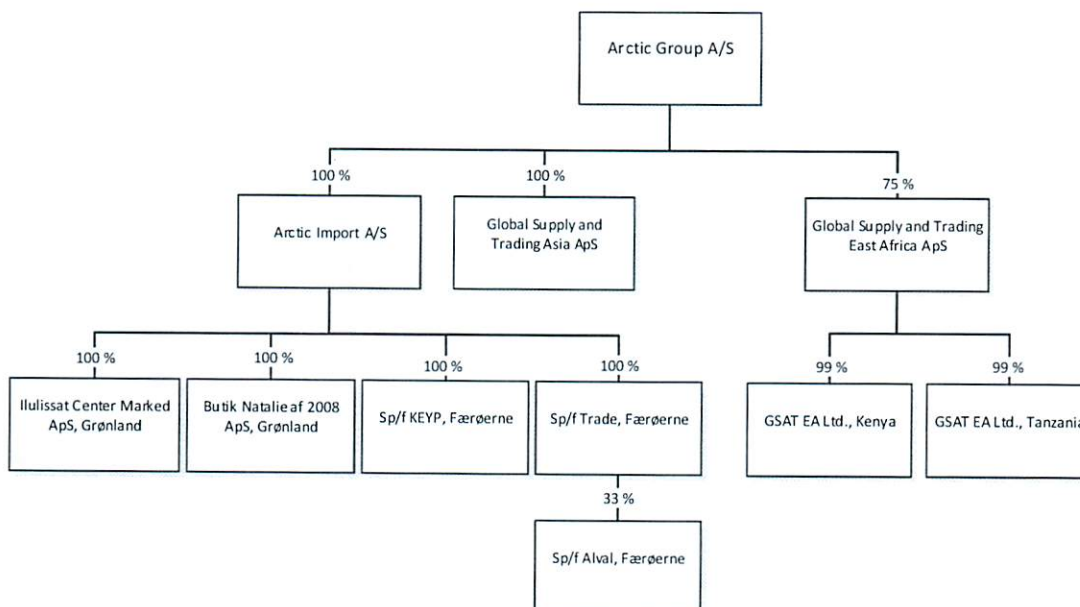 Arctic Group A/S
100 %
100 %
75 %
Arctic Import A/S
Global Supply and
Trading Asia ApS
Global Supply and Trading
East Africa ApS
100 %
100 %
100 %
100 %
99 %
99 %
Ilulissat Center Marked
ApS, Grønland
Butik Natalie af 2008
ApS, Grønland
Sp/f KEYP, Færøerne
Sp/f Trade, Færøerne
GSAT EA Ltd., Kenya
GSAT EA Ltd., Tanzania
33 %
Sp/f Alval, Færøerne